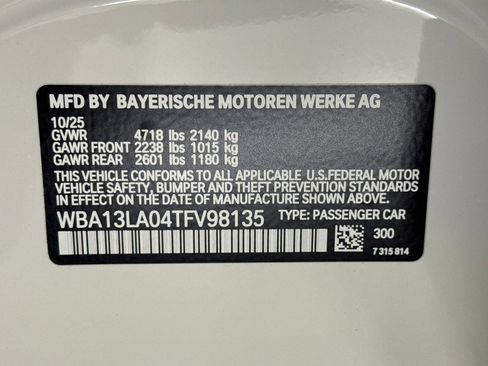 MFD BY BAYERISCHE MOTOREN WERKE AG
10/25
GVWR 4718 lbs 2140 kg
GAWR FRONT 2238 lbs 1015 kg
GAWR REAR 2601 lbs 1180 kg
THIS VEHICLE CONFORMS TO ALL APPLICABLE U.S.FEDERAL MOTOR
VEHICLE SAFETY, BUMPER AND THEFT PREVENTION STANDARDS
IN EFFECT ON THE DATE OF MANUFACTURE SHOWN ABOVE.
WBA13LA04TFV98135 TYPE: PASSENGER CAR
300
7 315 814